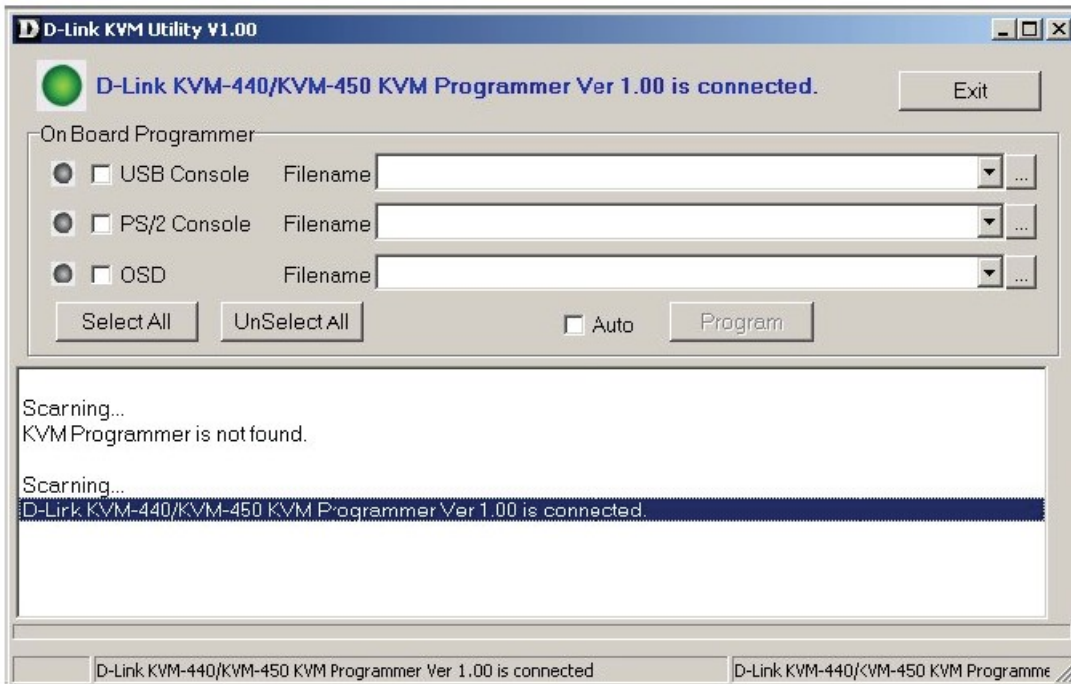 D-Link KVM Utility V1.00
D-Link KVM-440/KVM-450 KVM Programmer Ver 1.00 is connected.
Exit
On Board Programmer
USB Console Filename ...
PS/2 Console Filename ...
OSD Filename ...
Select All UnSelect All Auto Program
Scarning...
KVM Programmer is not found.
Scarning...
D-Lirk KVM-440/KVM-450 KVM Programmer Ver 1.00 is connected.
D-Link KVM-440/KVM-450 KVM Programmer Ver 1.00 is connected D-Link KVM-440/KVM-450 KVM Programme